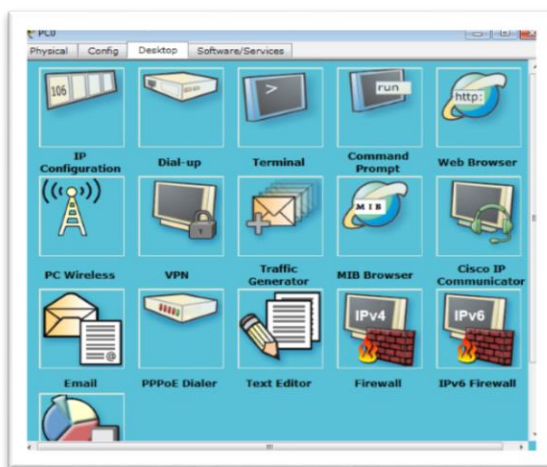 PC0
Physical Config Desktop Software/Services
106
>
run
http:
IP
Configuration
Dial-up
Terminal
Command
Prompt
Web Browser
MIB
PC Wireless
VPN
Traffic
Generator
MIB Browser
Cisco IP
Communicator
@
IPv4
IPv6
Email
PPPoE Dialer
Text Editor
Firewall
IPv6 Firewall